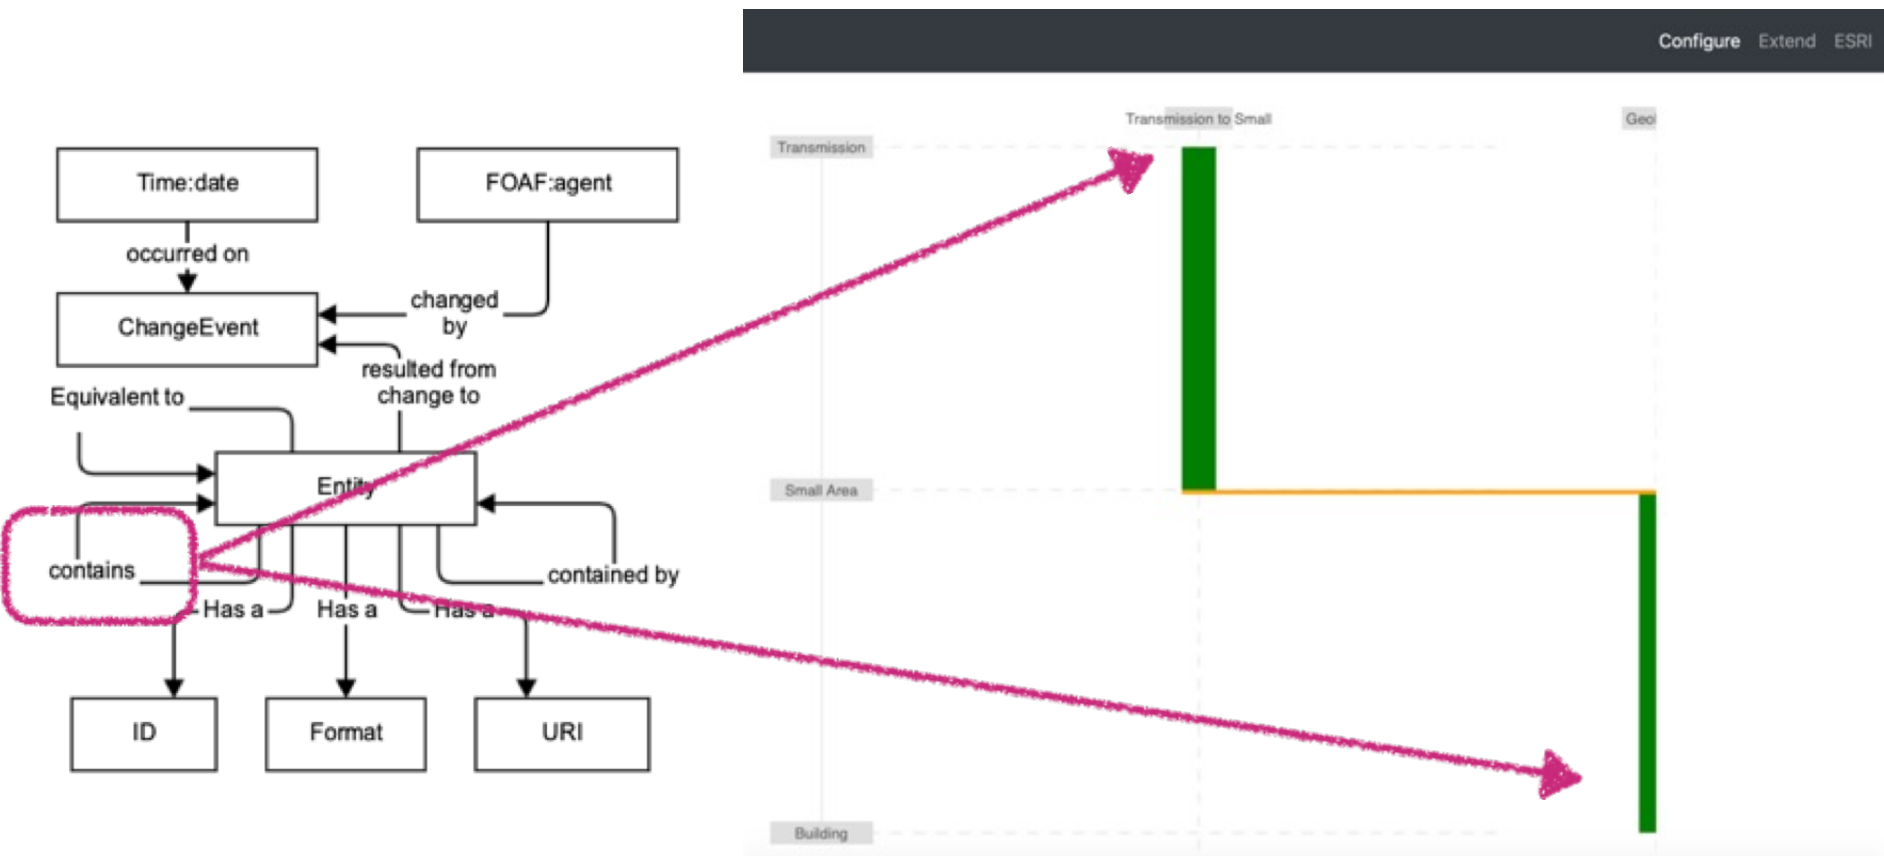 Time:date
FOAF:agent
occurred on
changed
by
ChangeEvent
resulted from
change to
Equivalent to
Entity
contains
contained by
Has a
Has a
Has a
ID
Format
URI
Configure Extend ESRI
Transmission to Small
Geol
Transmission
Small Area
Building